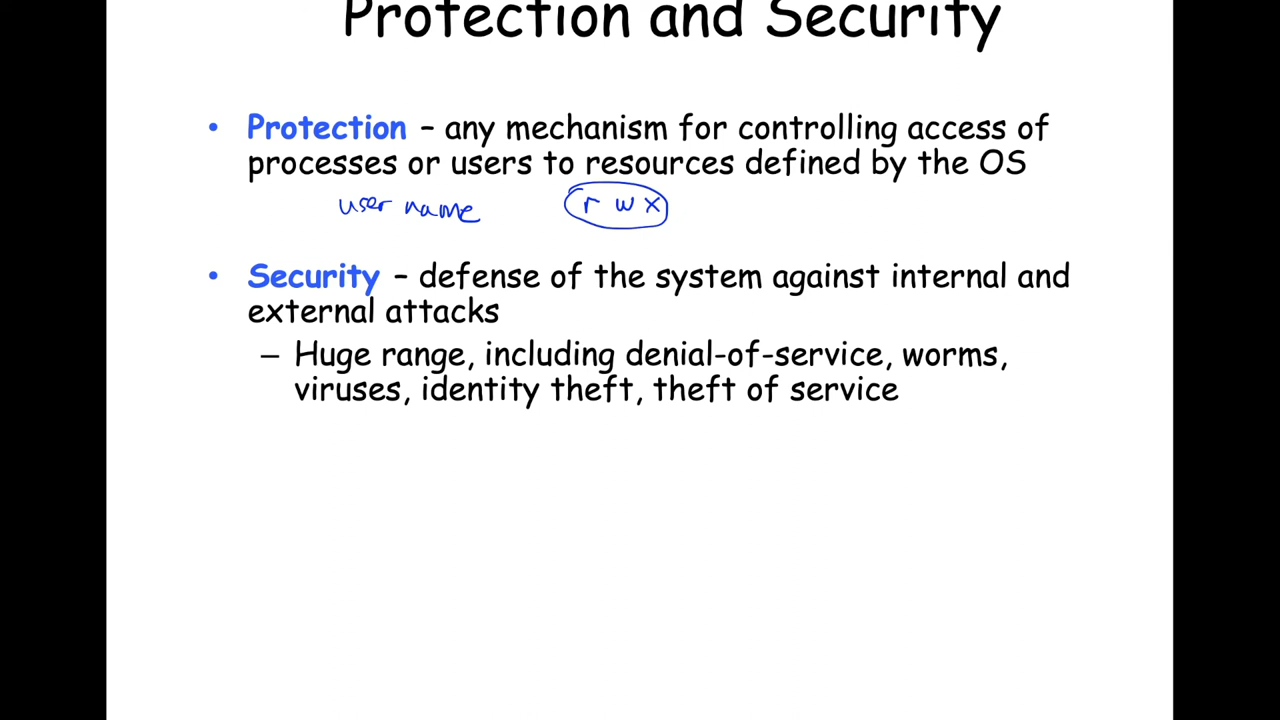 Protection and Security
• Protection – any mechanism for controlling access of
processes or users to resources defined by the OS
user name r w x
• Security – defense of the system against internal and
external attacks
– Huge range, including denial-of-service, worms,
viruses, identity theft, theft of service